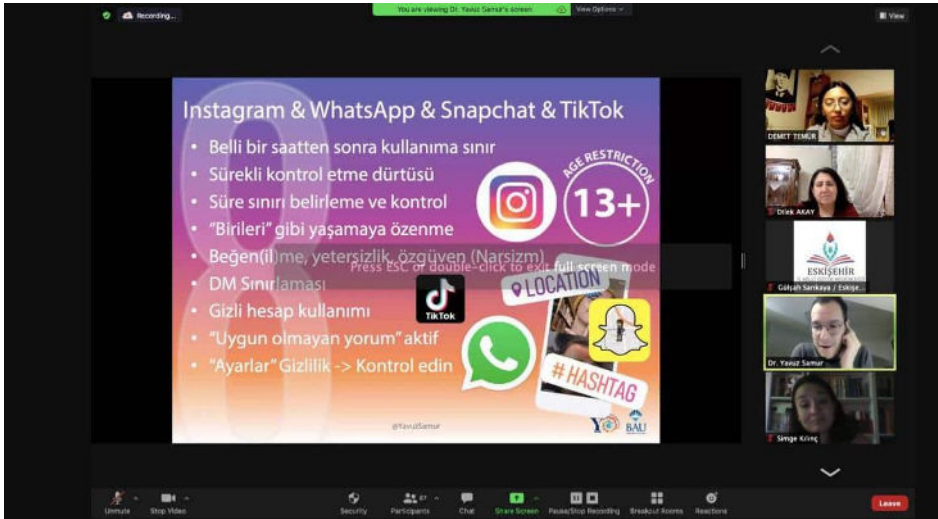 Recording...
You are viewing Dr. Yavuz Samur's screen
View Options
View
Instagram & WhatsApp & Snapchat & TikTok
• Belli bir saatten sonra kullanıma sınır
• Sürekli kontrol etme dürtüsü
• Süre sınırı belirleme ve kontrol
• "Birileri" gibi yaşamaya özenme
• Beğen(il)me, yetersizlik, özgüven (Narsizm)
• DM Sınırlaması
• Gizli hesap kullanımı
• "Uygun olmayan yorum" aktif
• "Ayarlar" Gizlilik -> Kontrol edin
AGE RESTRICTION
13+
Press ESC or double-click to exit full screen mode
LOCATION
TikTok
# HASHTAG
@YavuzSamur
BAU
DEMET TEMUR
Dilek AKAY
ESKİŞEHİR
Gülşah Sarıkaya / Eskişe...
Dr. Yavuz Samur
Simge Kılınç
Unmute
Stop Video
Security
Participants
Chat
Share Screen
Pause/Stop Recording
Breakout Rooms
Reactions
Leave